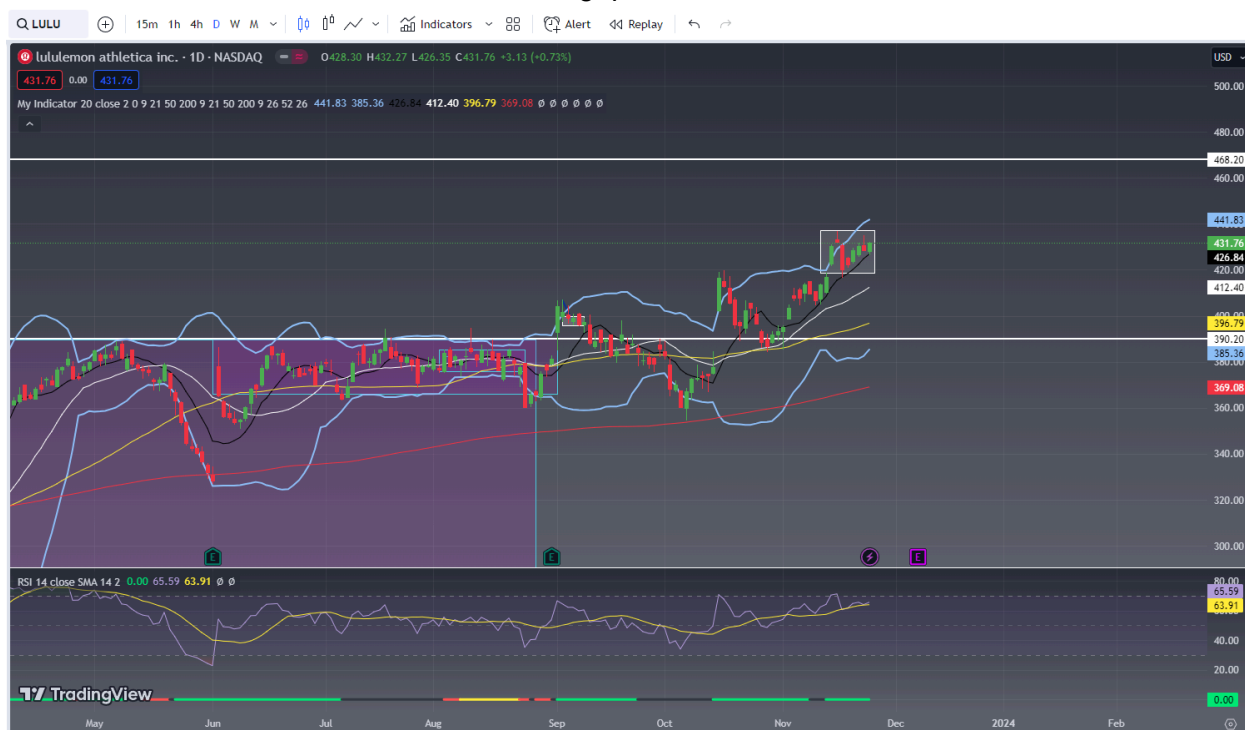 LULU 15m 1h 4h D W M Indicators Alert Replay
lululemon athletica inc. · 1D · NASDAQ O428.30 H432.27 L426.35 C431.76 +3.13 (+0.73%) USD
431.76 0.00 431.76
500.00
My Indicator 20 close 2 0 9 21 50 200 9 21 50 200 9 26 52 26 441.83 385.36 426.84 412.40 396.79 369.08 ø ø ø ø ø ø
480.00
468.20
460.00
441.83
431.76
426.84
420.00
412.40
396.79
390.20
385.36
369.08
360.00
340.00
320.00
300.00
E E E
RSI 14 close SMA 14 2 0.00 65.59 63.91 ø ø
80.00
65.59
63.91
40.00
20.00
TradingView
0.00
May Jun Jul Aug Sep Oct Nov Dec 2024 Feb